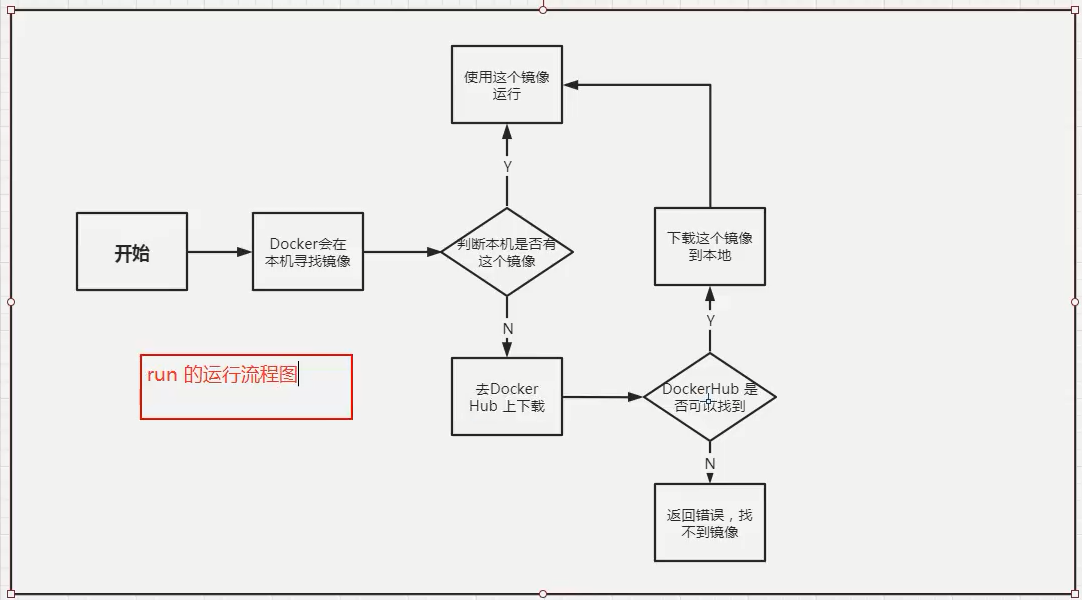 使用这个镜像
运行
Y
开始
Docker会在
本机寻找镜像
判断本机是否有
这个镜像
下载这个镜像
到本地
N
Y
run 的运行流程图
去Docker
Hub 上下载
DockerHub 是
否可以找到
N
返回错误，找
不到镜像